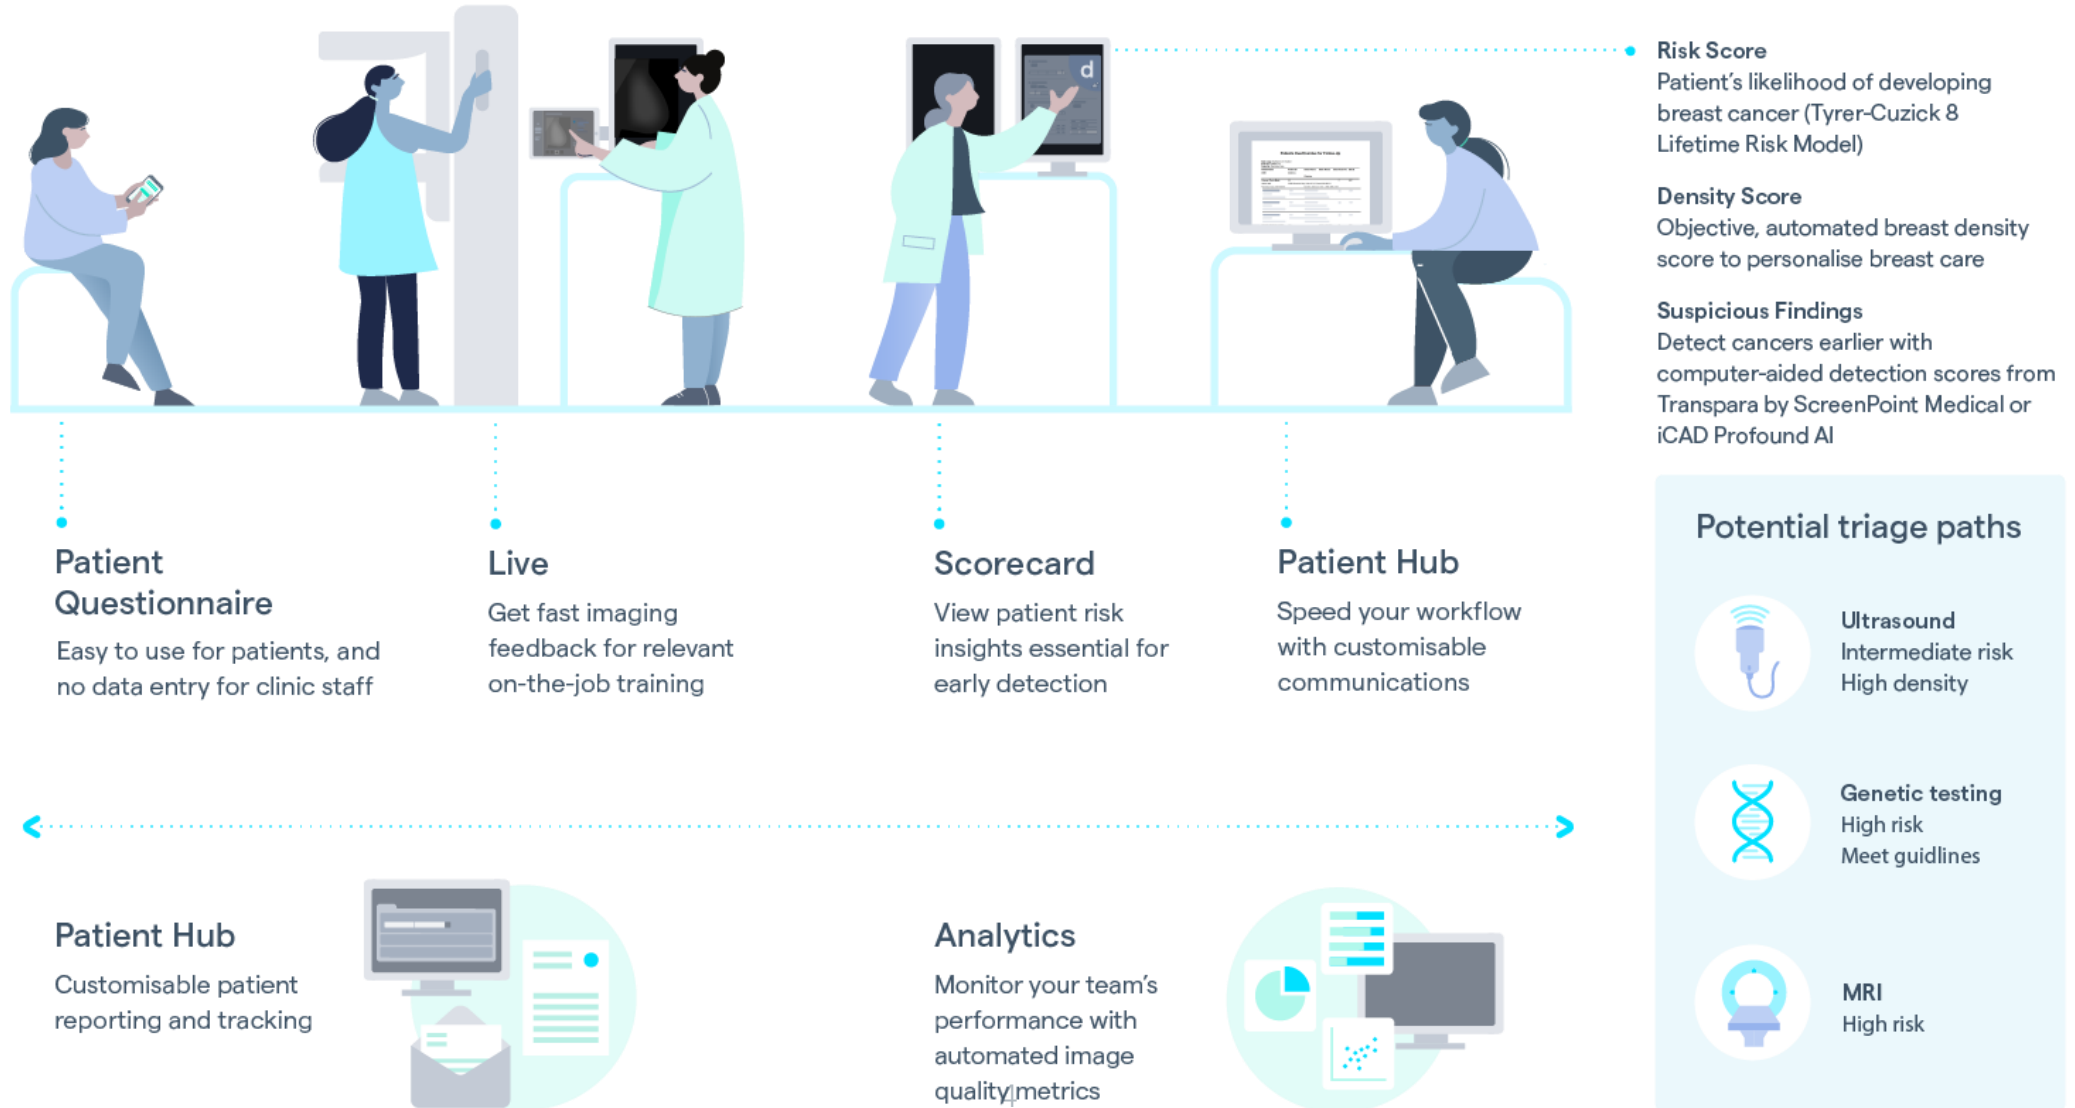 d
Risk Score
Patient's likelihood of developing
breast cancer (Tyrer-Cuzick 8
Lifetime Risk Model)
Density Score
Objective, automated breast density
score to personalise breast care
Suspicious Findings
Detect cancers earlier with
computer-aided detection scores from
Transpara by ScreenPoint Medical or
iCAD Profound AI
Patient
Questionnaire
Easy to use for patients, and
no data entry for clinic staff
Live
Get fast imaging
feedback for relevant
on-the-job training
Scorecard
View patient risk
insights essential for
early detection
Patient Hub
Speed your workflow
with customisable
communications
Potential triage paths
Ultrasound
Intermediate risk
High density
Genetic testing
High risk
Meet guidlines
MRI
High risk
Patient Hub
Customisable patient
reporting and tracking
Analytics
Monitor your team's
performance with
automated image
quality metrics
4